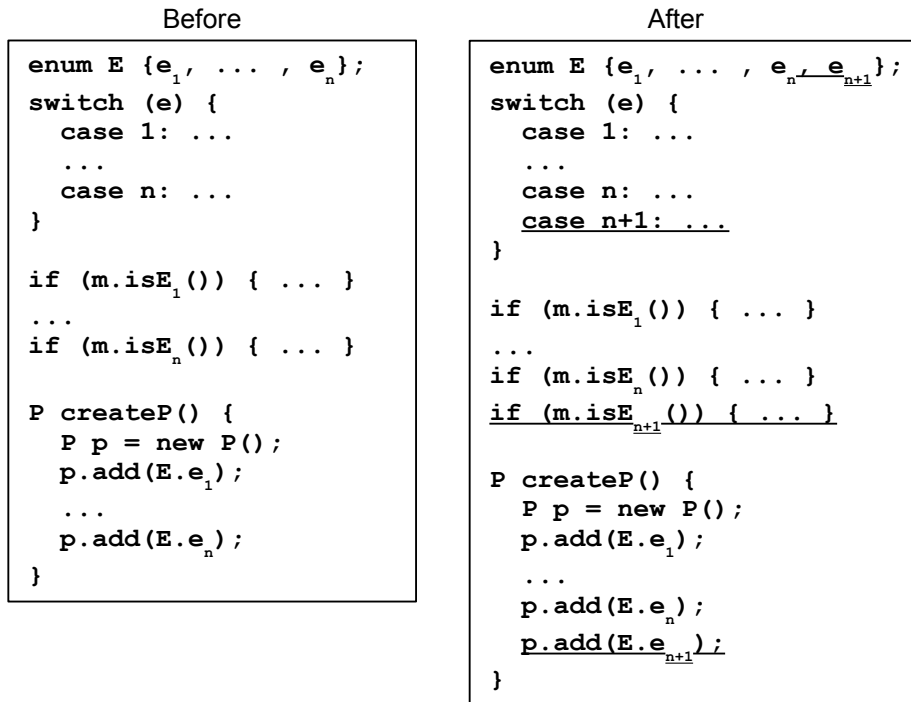 Before
enum E {e₁, ... , eₙ};
switch (e) {
  case 1: ...
  ...
  case n: ...
}
if (m.isE₁()) { ... }
...
if (m.isEₙ()) { ... }
P createP() {
  P p = new P();
  p.add(E.e₁);
  ...
  p.add(E.eₙ);
}
After
enum E {e₁, ... , eₙ, eₙ₊₁};
switch (e) {
  case 1: ...
  ...
  case n: ...
  case n+1: ...
}
if (m.isE₁()) { ... }
...
if (m.isEₙ()) { ... }
if (m.isEₙ₊₁()) { ... }
P createP() {
  P p = new P();
  p.add(E.e₁);
  ...
  p.add(E.eₙ);
  p.add(E.eₙ₊₁);
}